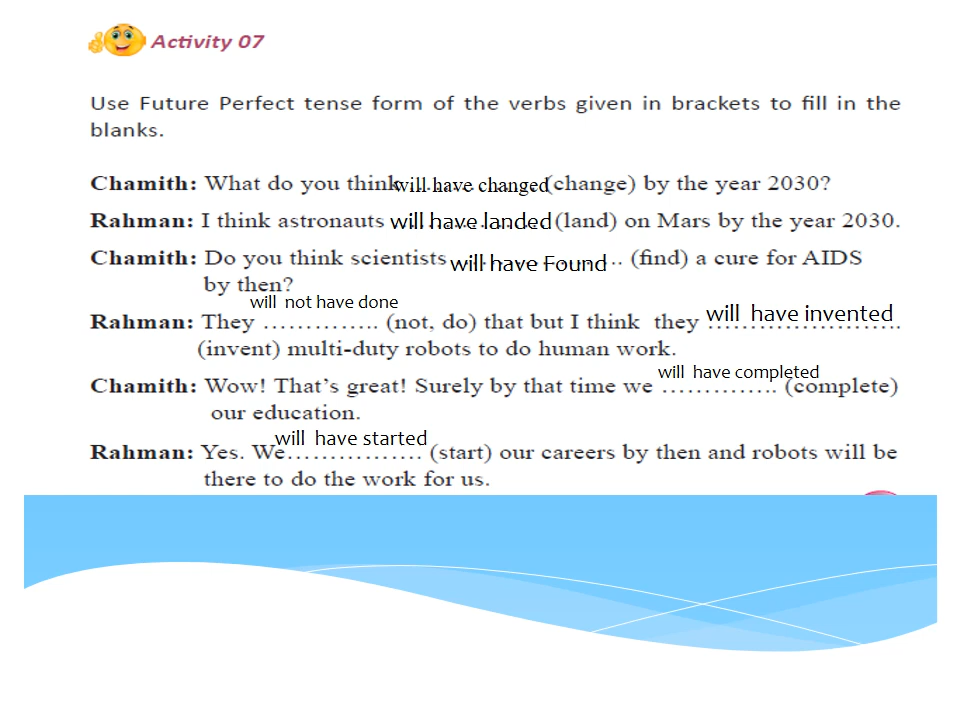 Activity 07
Use Future Perfect tense form of the verbs given in brackets to fill in the
blanks.
Chamith: What do you think will have changed (change) by the year 2030?
Rahman: I think astronauts will have landed (land) on Mars by the year 2030.
Chamith: Do you think scientists will have Found .. (find) a cure for AIDS
by then?
will not have done
Rahman: They ………….. (not, do) that but I think they will have invented ……………………..
(invent) multi-duty robots to do human work.
will have completed
Chamith: Wow! That's great! Surely by that time we ………….. (complete)
our education.
will have started
Rahman: Yes. We……………. (start) our careers by then and robots will be
there to do the work for us.